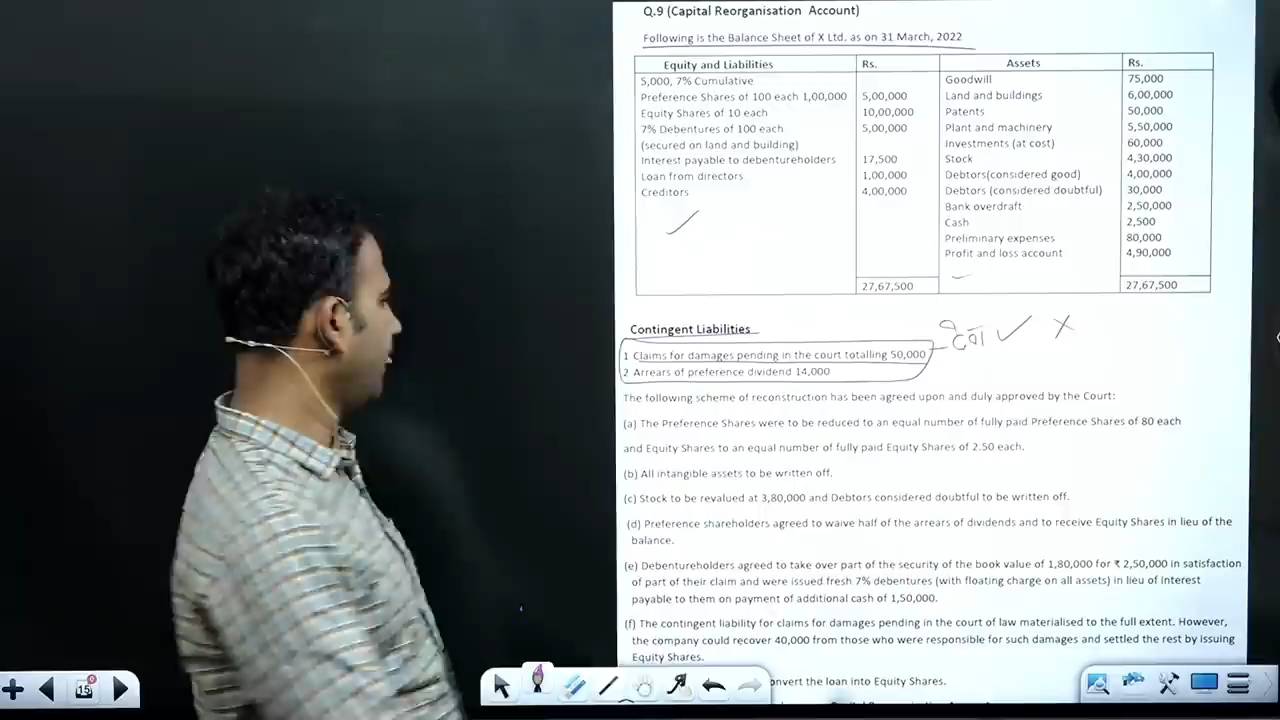 Q.9 (Capital Reorganisation Account)
Following is the Balance Sheet of X Ltd. as on 31 March, 2022
Equity and Liabilities Rs. Assets Rs.
5,000, 7% Cumulative Goodwill 75,000
Preference Shares of 100 each 1,00,000 5,00,000 Land and buildings 6,00,000
Equity Shares of 10 each 10,00,000 Patents 50,000
7% Debentures of 100 each 5,00,000 Plant and machinery 5,50,000
(secured on land and building) Investments (at cost) 60,000
Interest payable to debentureholders 17,500 Stock 4,30,000
Loan from directors 1,00,000 Debtors(considered good) 4,00,000
Creditors 4,00,000 Debtors (considered doubtful) 30,000
Bank overdraft 2,50,000
Cash 2,500
Preliminary expenses 80,000
Profit and loss account 4,90,000
27,67,500 27,67,500
Contingent Liabilities
1 Claims for damages pending in the court totalling 50,000
2 Arrears of preference dividend 14,000
The following scheme of reconstruction has been agreed upon and duly approved by the Court:
(a) The Preference Shares were to be reduced to an equal number of fully paid Preference Shares of 80 each
and Equity Shares to an equal number of fully paid Equity Shares of 2.50 each.
(b) All intangible assets to be written off.
(c) Stock to be revalued at 3,80,000 and Debtors considered doubtful to be written off.
(d) Preference shareholders agreed to waive half of the arrears of dividends and to receive Equity Shares in lieu of the
balance.
(e) Debentureholders agreed to take over part of the security of the book value of 1,80,000 for ₹ 2,50,000 in satisfaction
of part of their claim and were issued fresh 7% debentures (with floating charge on all assets) in lieu of interest
payable to them on payment of additional cash of 1,50,000.
(f) The contingent liability for claims for damages pending in the court of law materialised to the full extent. However,
the company could recover 40,000 from those who were responsible for such damages and settled the rest by issuing
Equity Shares.
onvert the loan into Equity Shares.
15